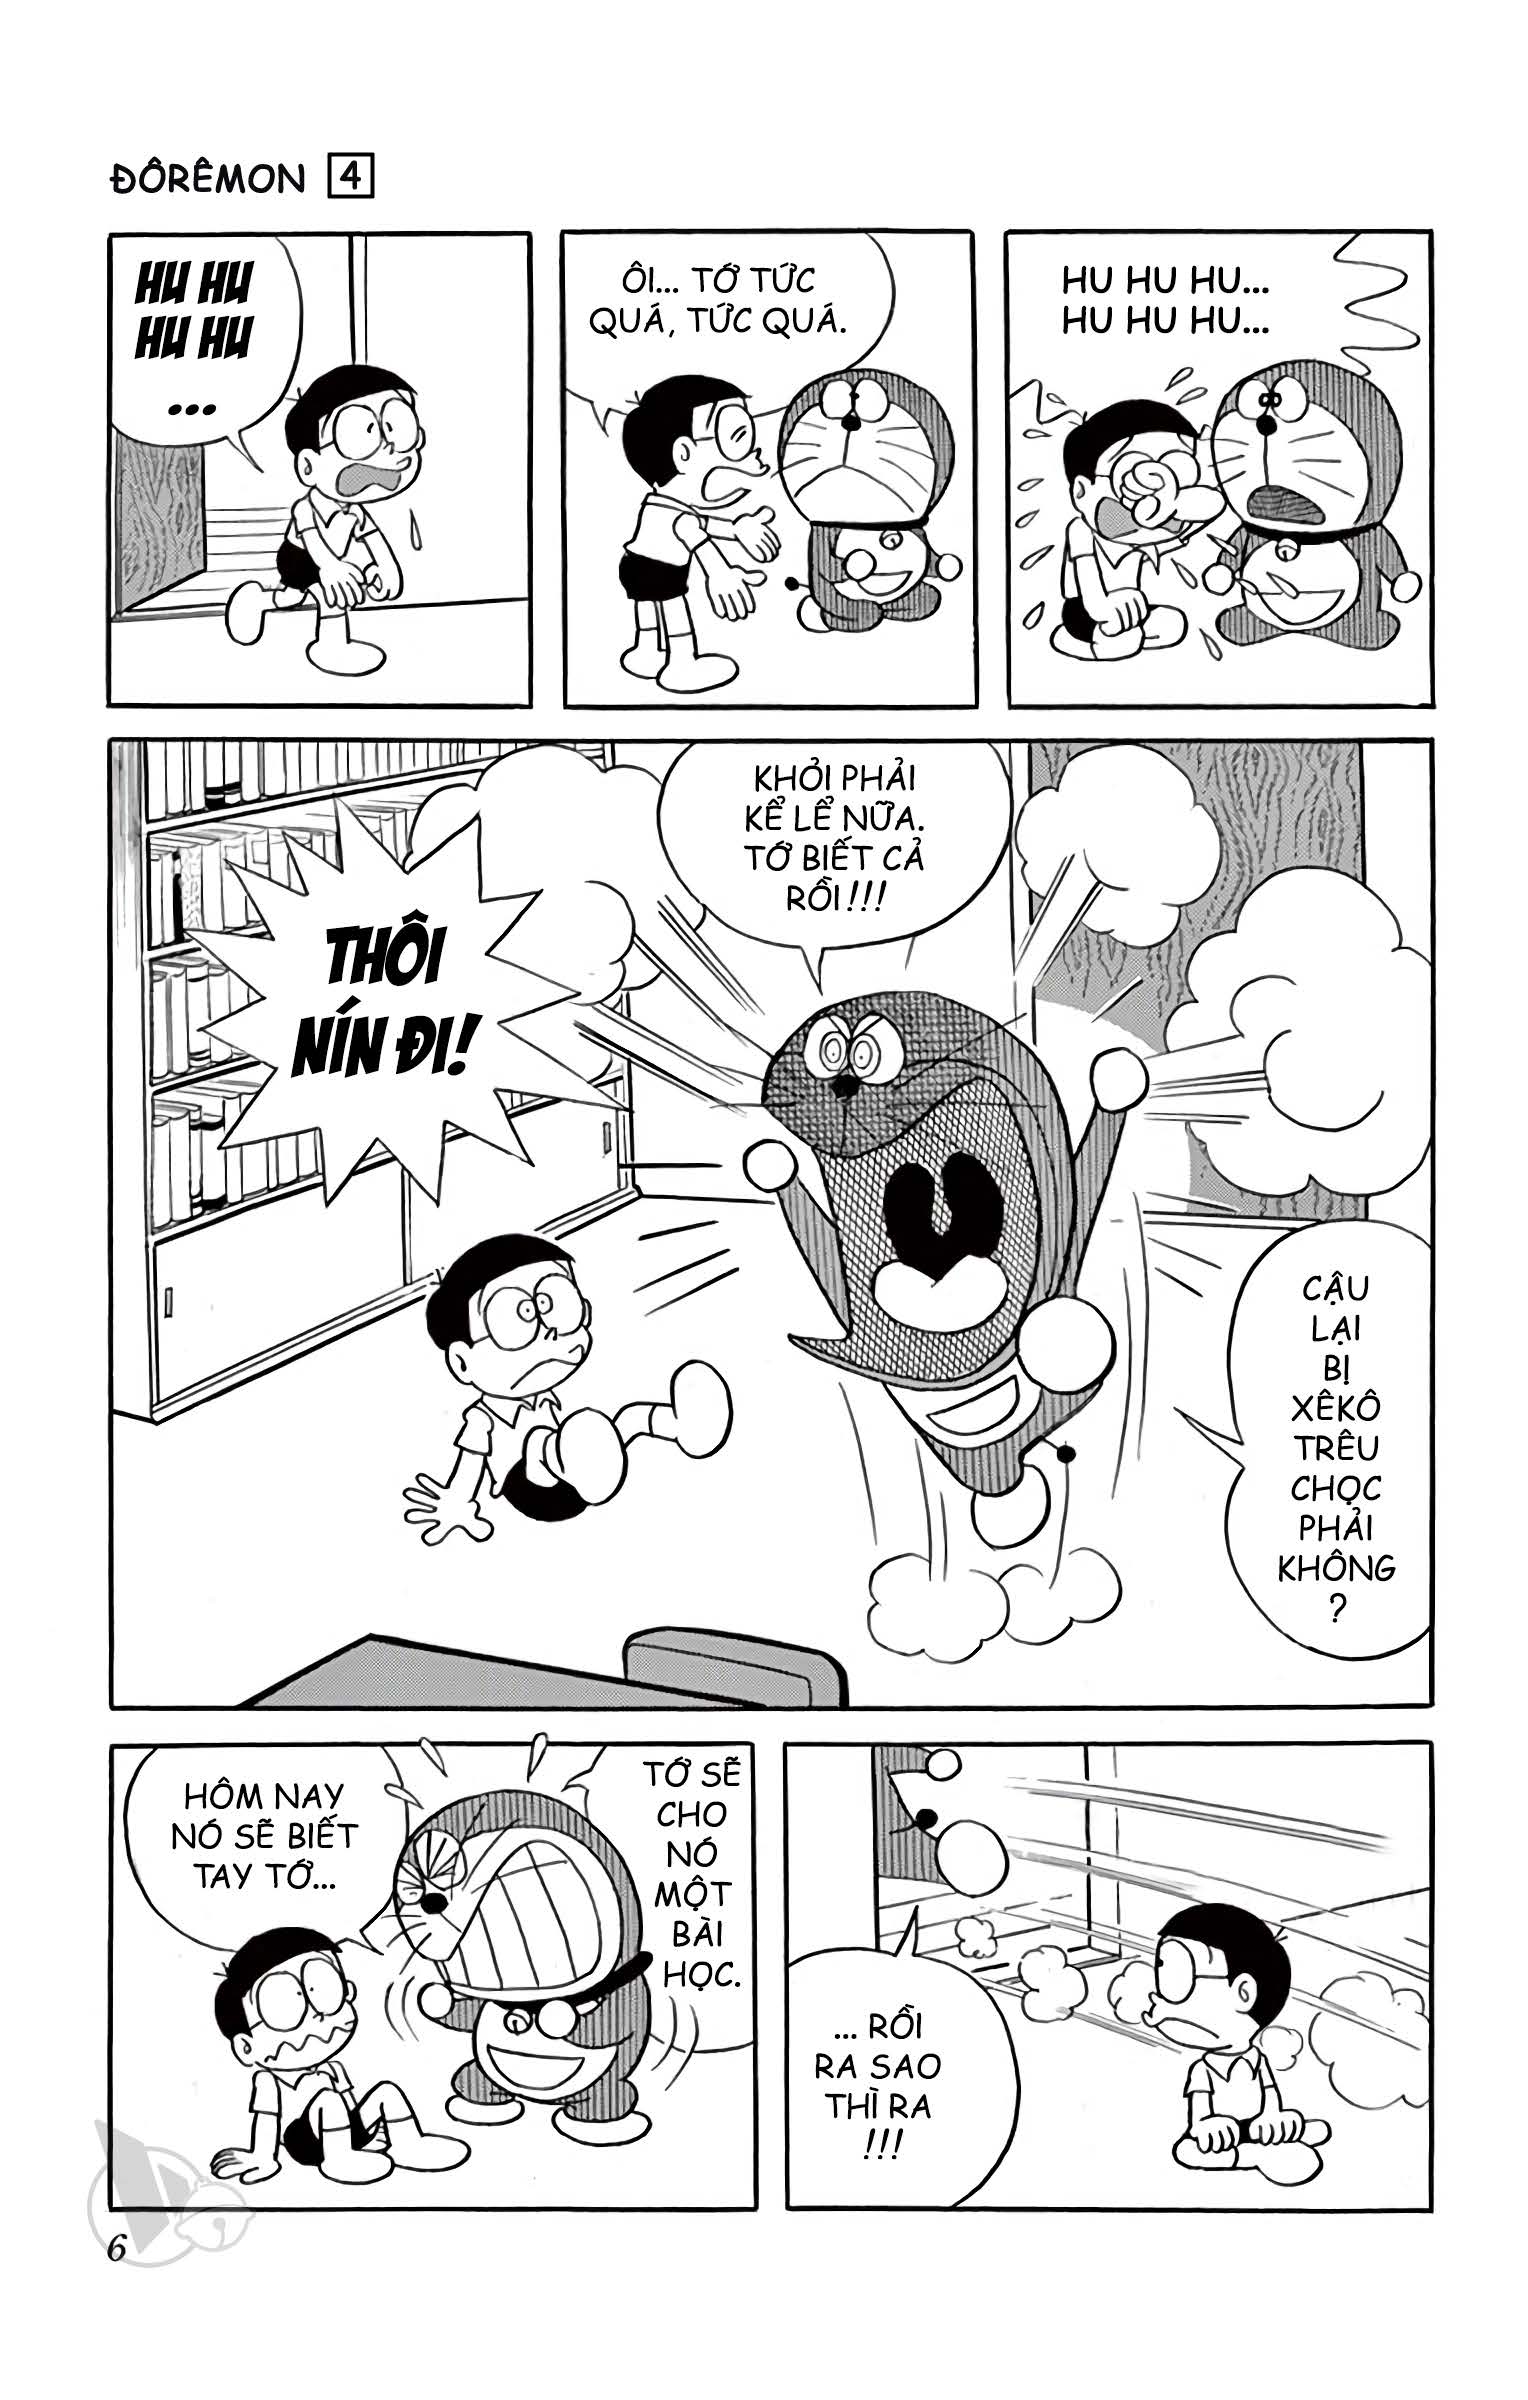 ĐÔRÊMON 4
HU HU
HU HU
...
ÔI... TỚ TỨC
QUÁ, TỨC QUÁ.
HU HU HU...
HU HU HU...
THÔI
NÍN ĐI!
KHỞI PHẢI
KỂ LỂ NỮA.
TỚ BIẾT CẢ
RỒI!!!
CẬU
LẠI
BỊ
XÊKÔ
TRÊU
CHỌC
PHẢI
KHÔNG
?
HÔM NAY
NÓ SẼ BIẾT
TAY TỚ...
TỚ SẼ
CHO
NÓ
MỘT
BÀI
HỌC.
... RỒI
RA SAO
THÌ RA
!!!
6